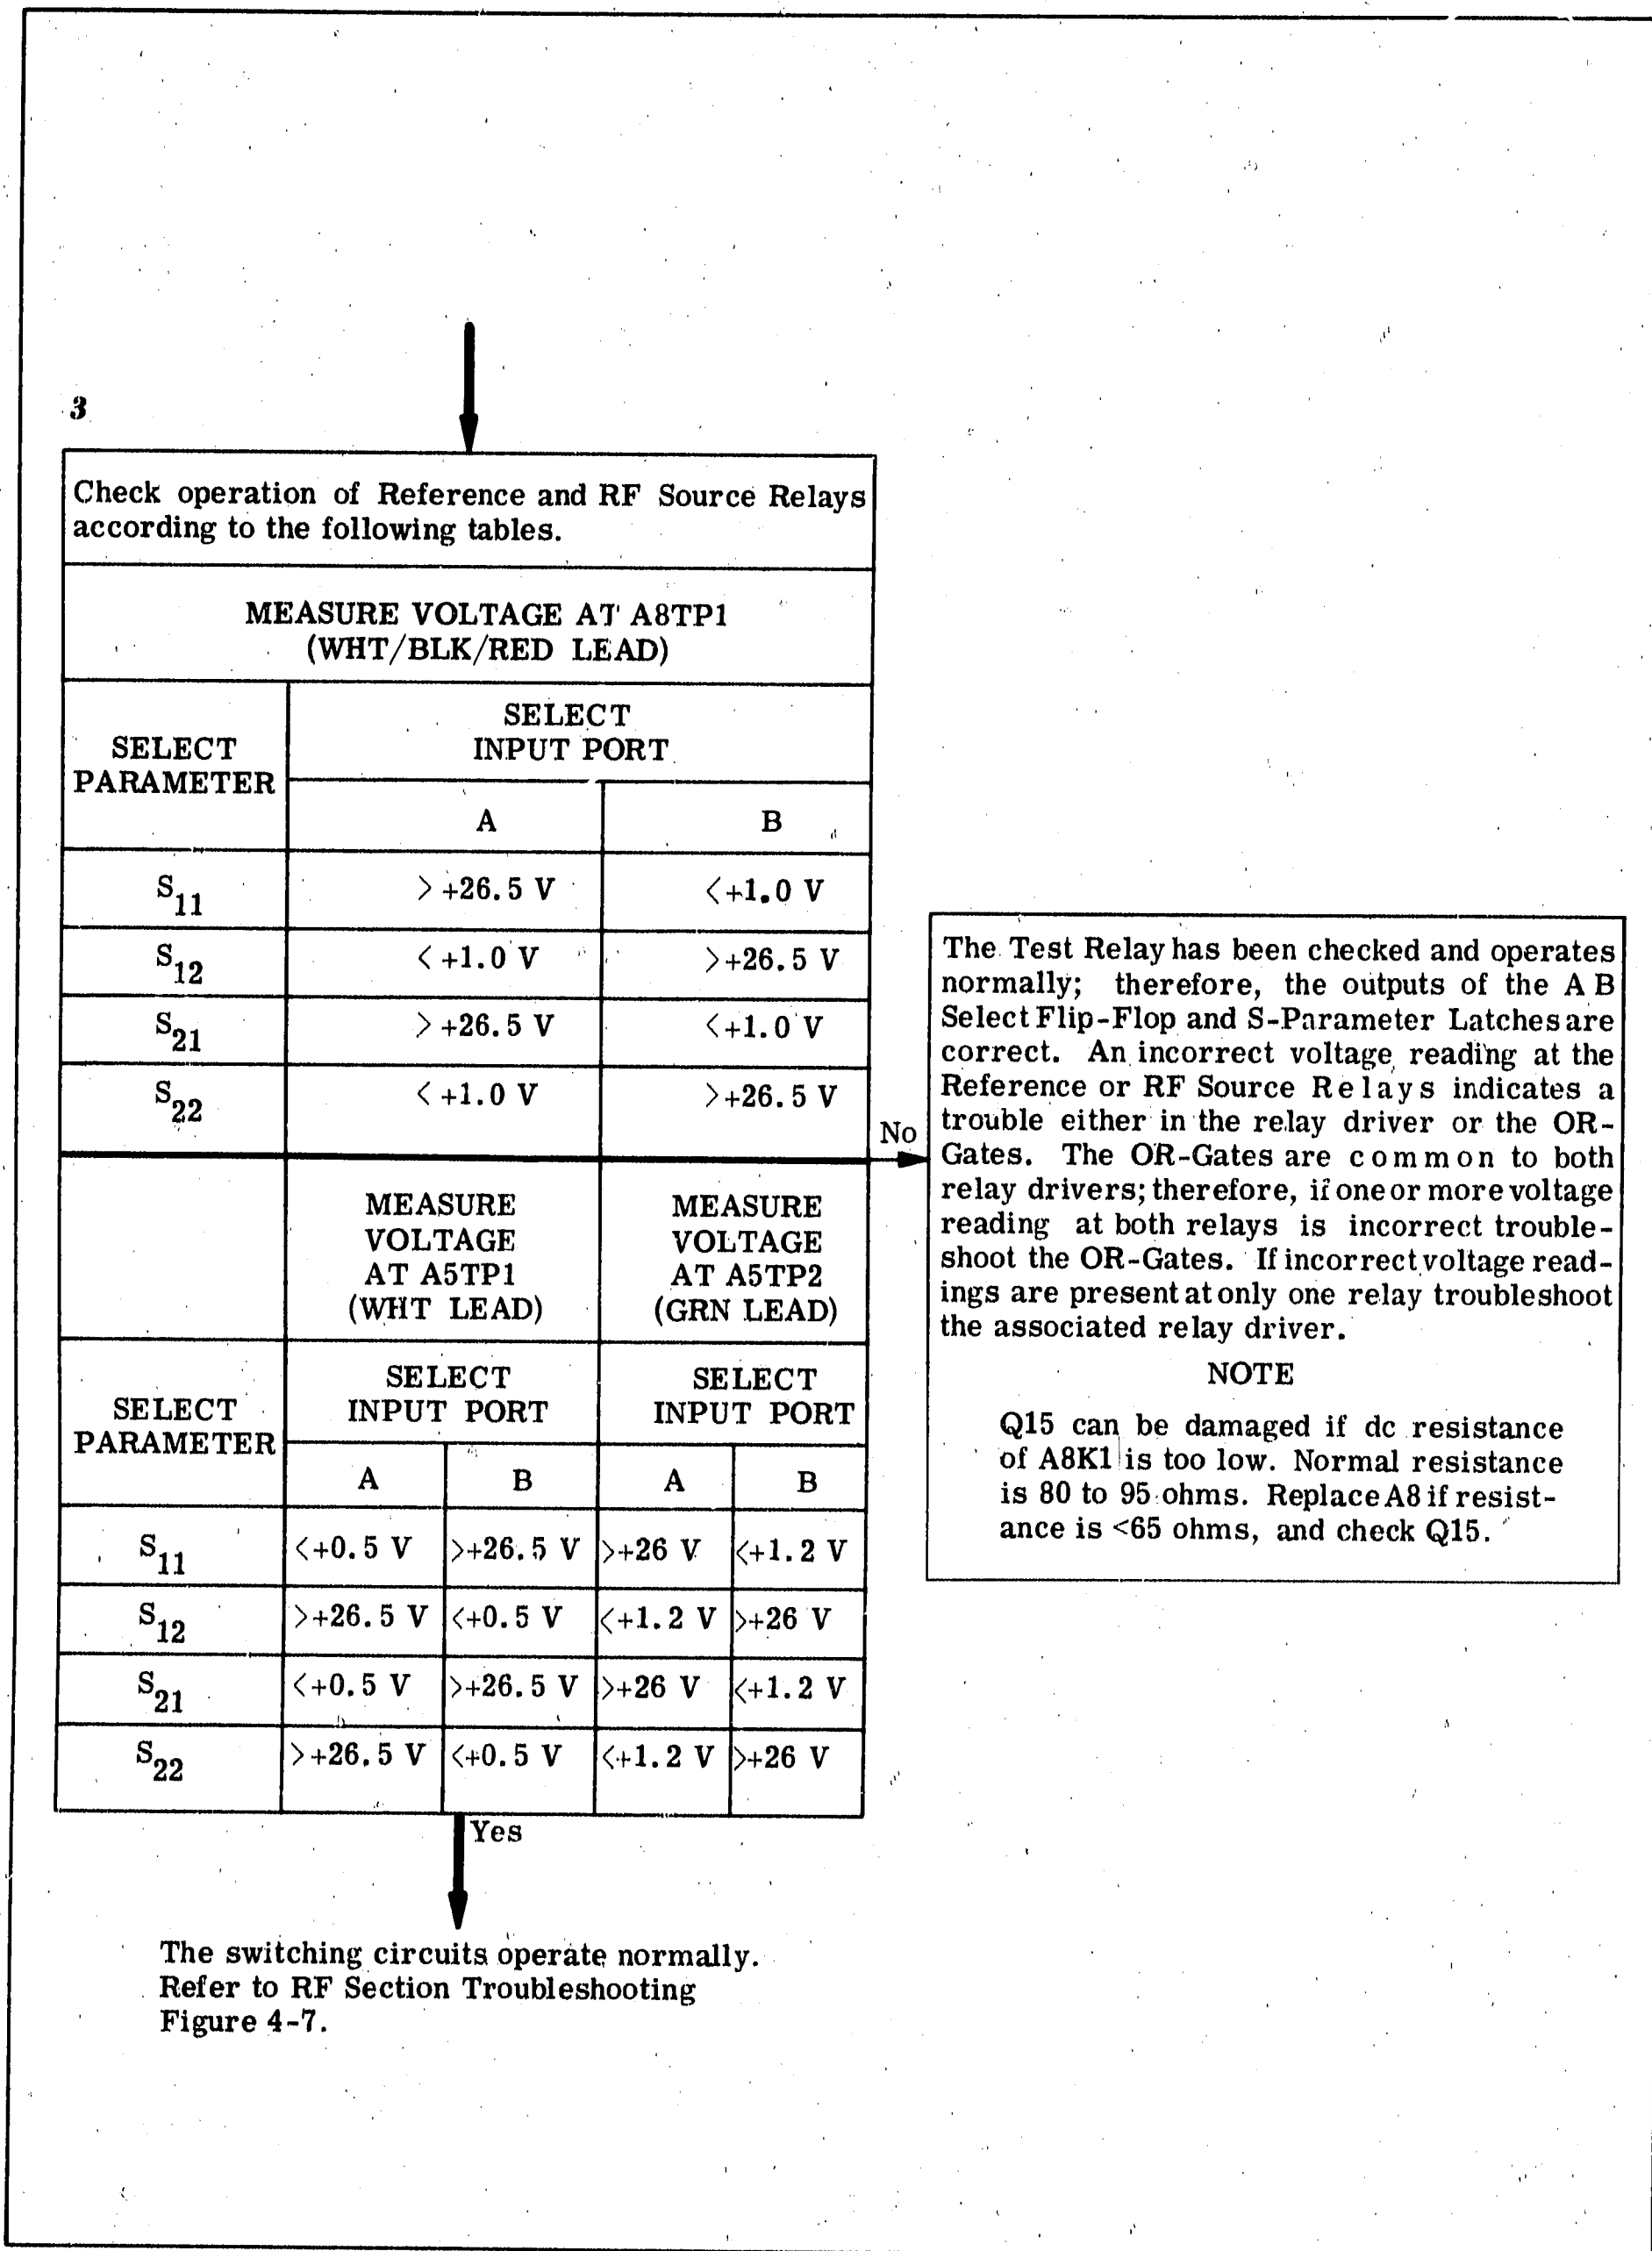 3
Check operation of Reference and RF Source Relays
according to the following tables.
MEASURE VOLTAGE AT A8TP1
(WHT/BLK/RED LEAD)
SELECT
PARAMETER
SELECT
INPUT PORT
A B
S11 >+26.5 V <+1.0 V
S12 <+1.0 V >+26.5 V
S21 >+26.5 V <+1.0 V
S22 <+1.0 V >+26.5 V
MEASURE
VOLTAGE
AT A5TP1
(WHT LEAD)
MEASURE
VOLTAGE
AT A5TP2
(GRN LEAD)
SELECT
PARAMETER
SELECT
INPUT PORT
SELECT
INPUT PORT
A B A B
S11 <+0.5 V >+26.5 V >+26 V <+1.2 V
S12 >+26.5 V <+0.5 V <+1.2 V >+26 V
S21 <+0.5 V >+26.5 V >+26 V <+1.2 V
S22 >+26.5 V <+0.5 V <+1.2 V >+26 V
No
The Test Relay has been checked and operates
normally; therefore, the outputs of the A B
Select Flip-Flop and S-Parameter Latches are
correct. An incorrect voltage reading at the
Reference or RF Source Relays indicates a
trouble either in the relay driver or the OR-
Gates. The OR-Gates are common to both
relay drivers; therefore, if one or more voltage
reading at both relays is incorrect trouble-
shoot the OR-Gates. If incorrect voltage read-
ings are present at only one relay troubleshoot
the associated relay driver.
NOTE
Q15 can be damaged if dc resistance
of A8K1 is too low. Normal resistance
is 80 to 95 ohms. Replace A8 if resist-
ance is <65 ohms, and check Q15.
Yes
The switching circuits operate normally.
Refer to RF Section Troubleshooting
Figure 4-7.